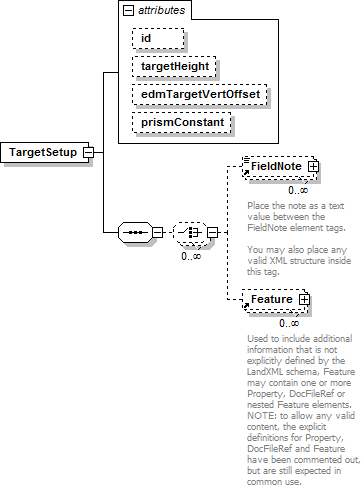 attributes
id
targetHeight
edmTargetVertOffset
prismConstant
TargetSetup
FieldNote
0..∞
Place the note as a text
value between the
FieldNote element tags.
You may also place any
valid XML structure inside
this tag.
0..∞
Feature
0..∞
Used to include additional
information that is not
explicitly defined by the
LandXML schema, Feature
may contain one or more
Property, DocFileRef or
nested Feature elements.
NOTE: to allow any valid
content, the explicit
definitions for Property,
DocFileRef and Feature
have been commented out,
but are still expected in
common use.